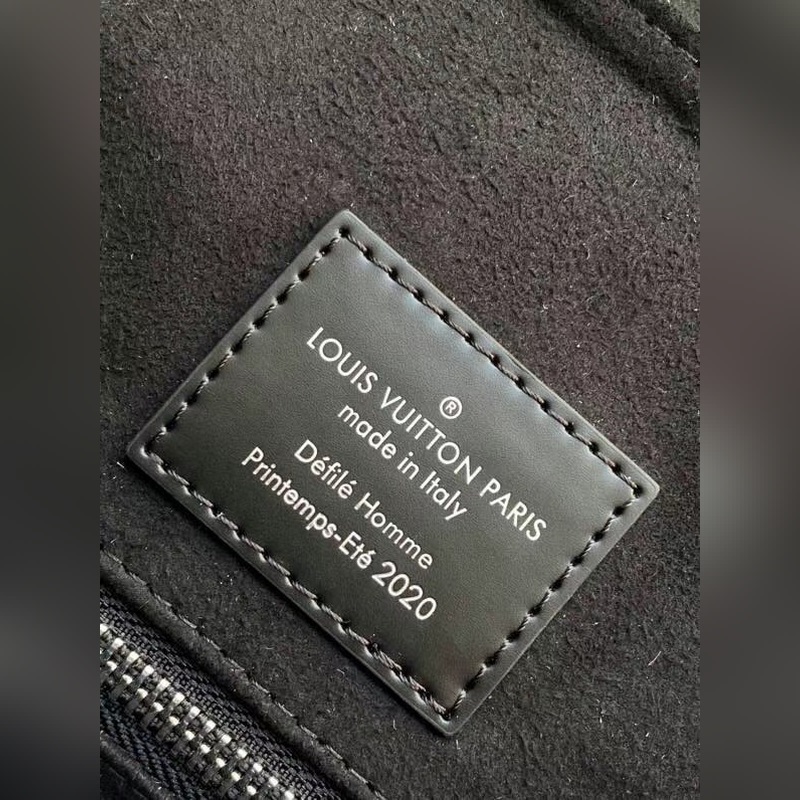 ®
LOUIS VUITTON PARIS
made in Italy
Défilé Homme
Printemps-Eté 2020